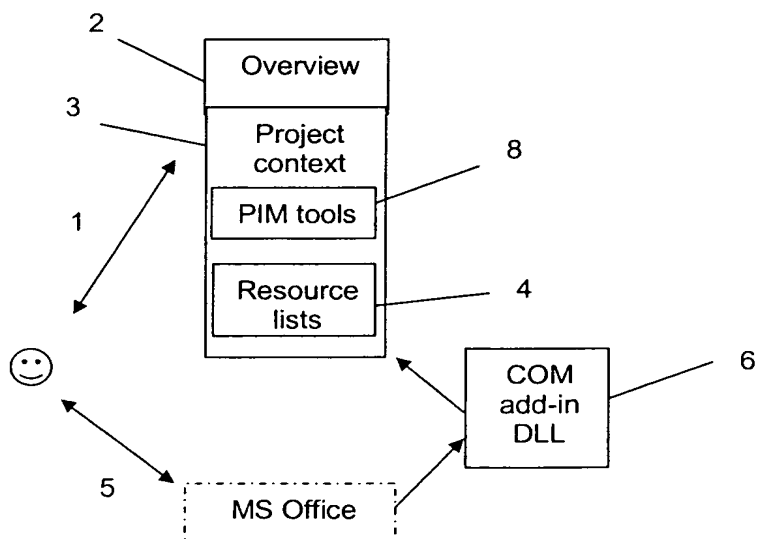 2
Overview
3
Project
context
8
PIM tools
1
Resource
lists
4
COM
add-in
DLL
6
5
MS Office